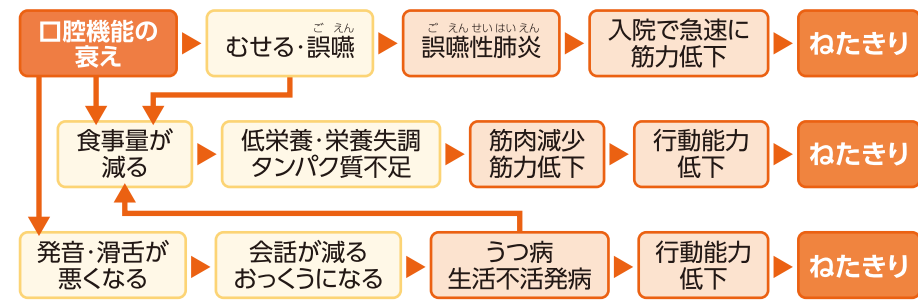 口腔機能の
衰え
ごえん
むせる・誤嚥
ごえんせいはいえん
誤嚥性肺炎
入院で急速に
筋力低下
ねたきり
食事量が
減る
低栄養・栄養失調
タンパク質不足
筋肉減少
筋力低下
行動能力
低下
ねたきり
発音・滑舌が
悪くなる
会話が減る
おっくうになる
うつ病
生活不活発病
行動能力
低下
ねたきり